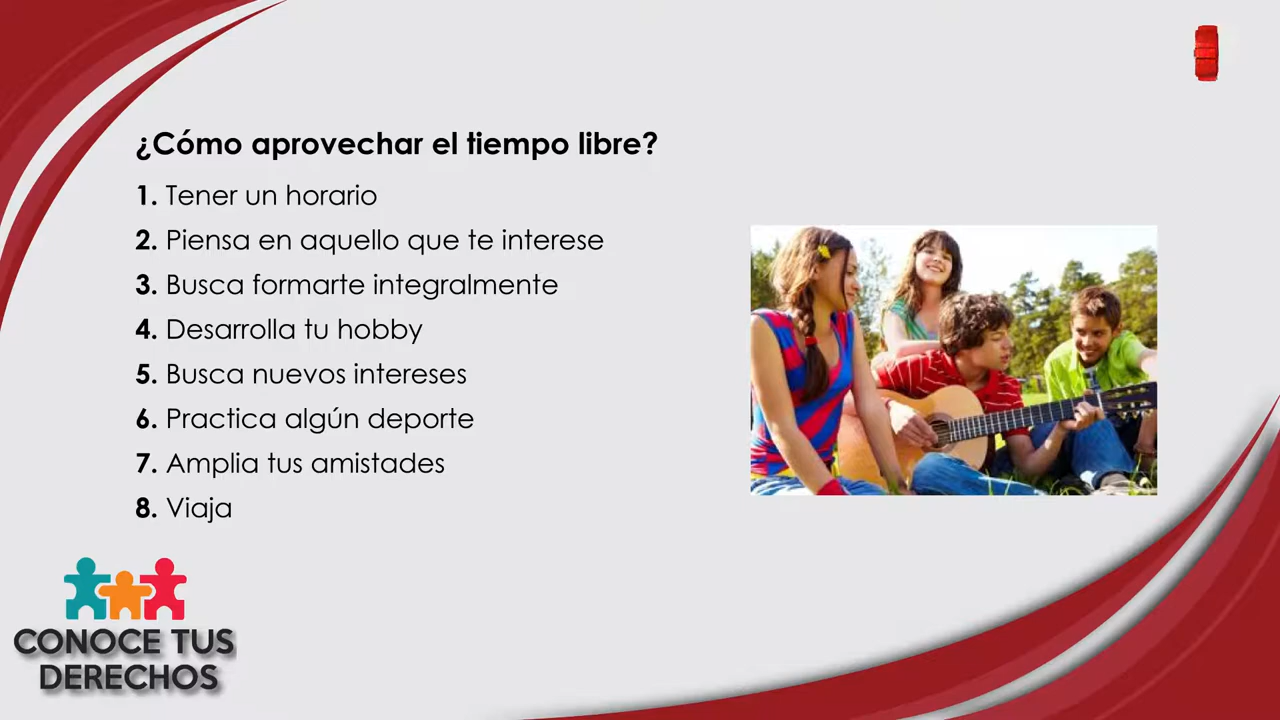 ¿Cómo aprovechar el tiempo libre?
1. Tener un horario
2. Piensa en aquello que te interese
3. Busca formarte integralmente
4. Desarrolla tu hobby
5. Busca nuevos intereses
6. Practica algún deporte
7. Amplia tus amistades
8. Viaja
CONOCE TUS
DERECHOS